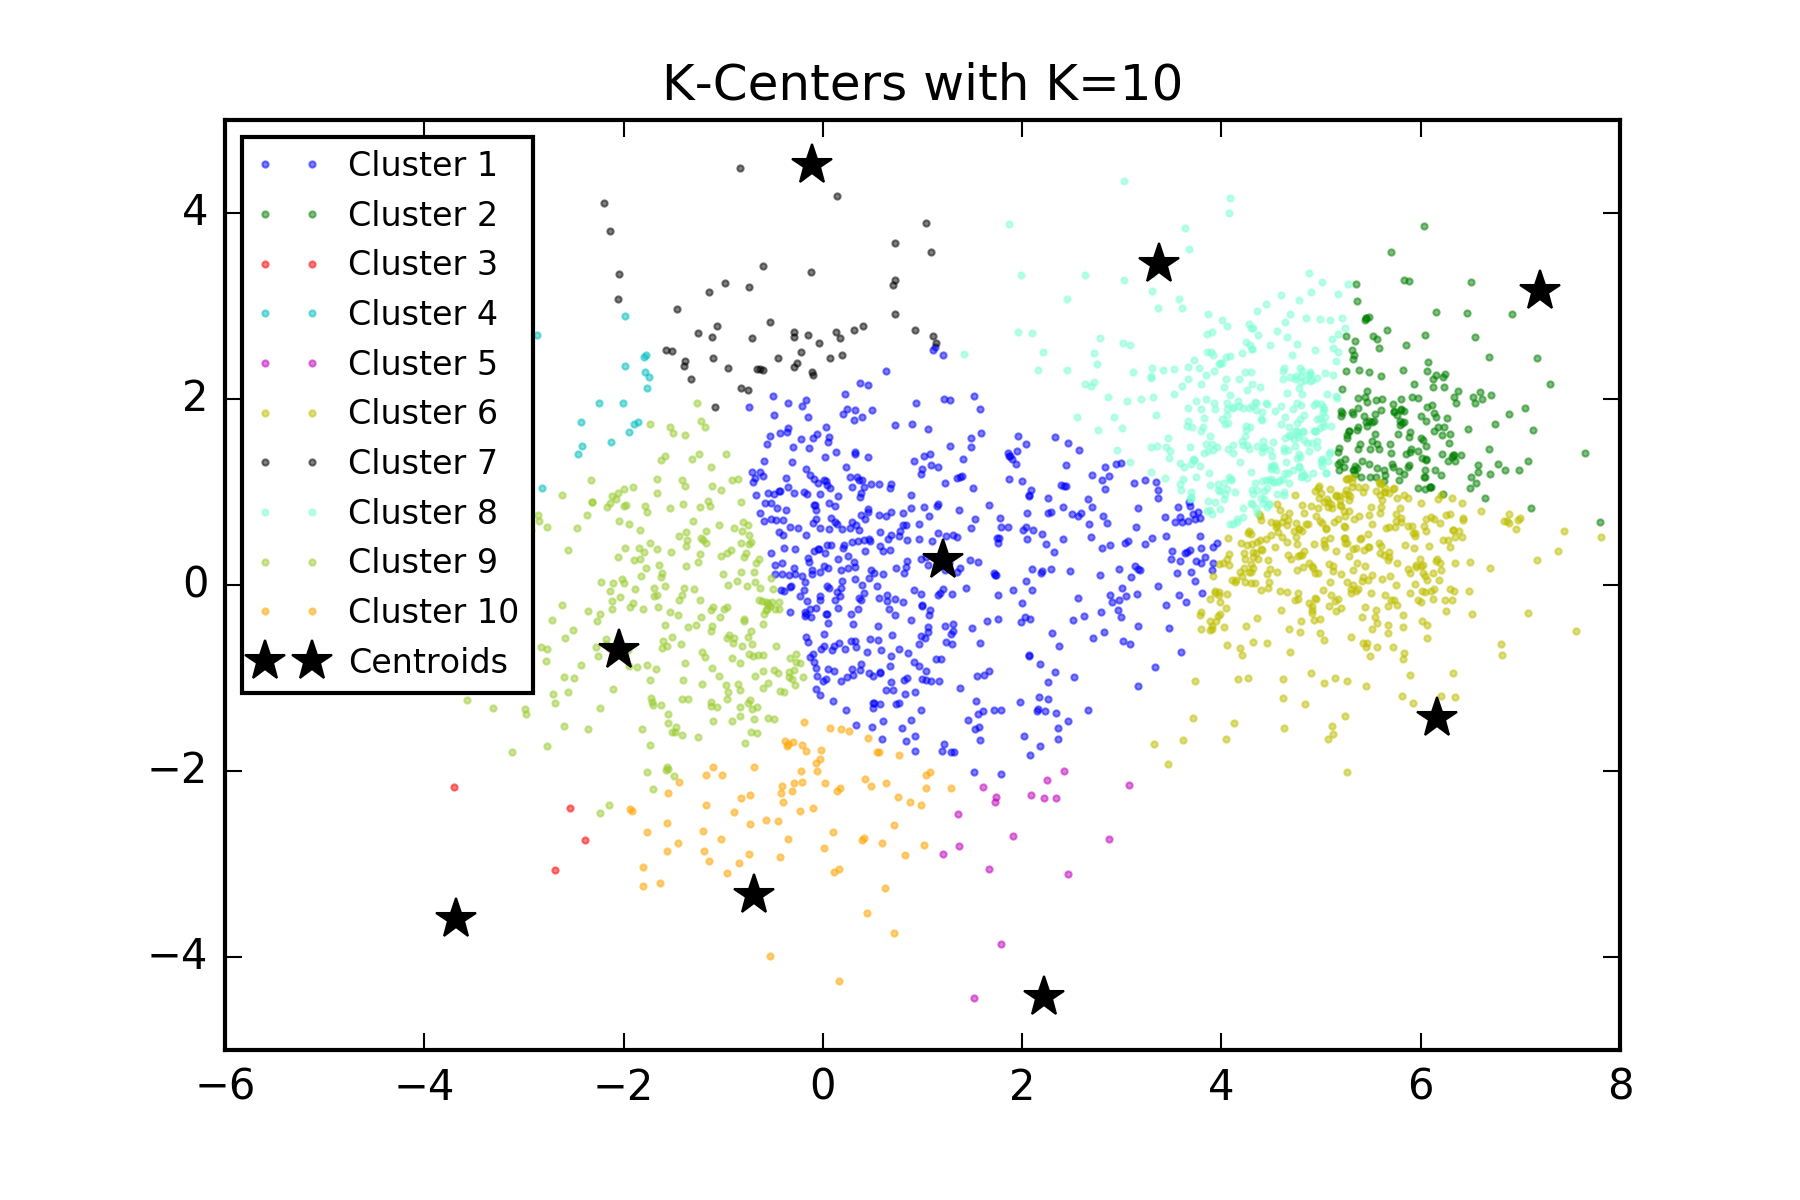 K-Centers with K=10
Cluster 1
Cluster 2
Cluster 3
Cluster 4
Cluster 5
Cluster 6
Cluster 7
Cluster 8
Cluster 9
Cluster 10
Centroids
4
2
0
−2
−4
−6 −4 −2 0 2 4 6 8